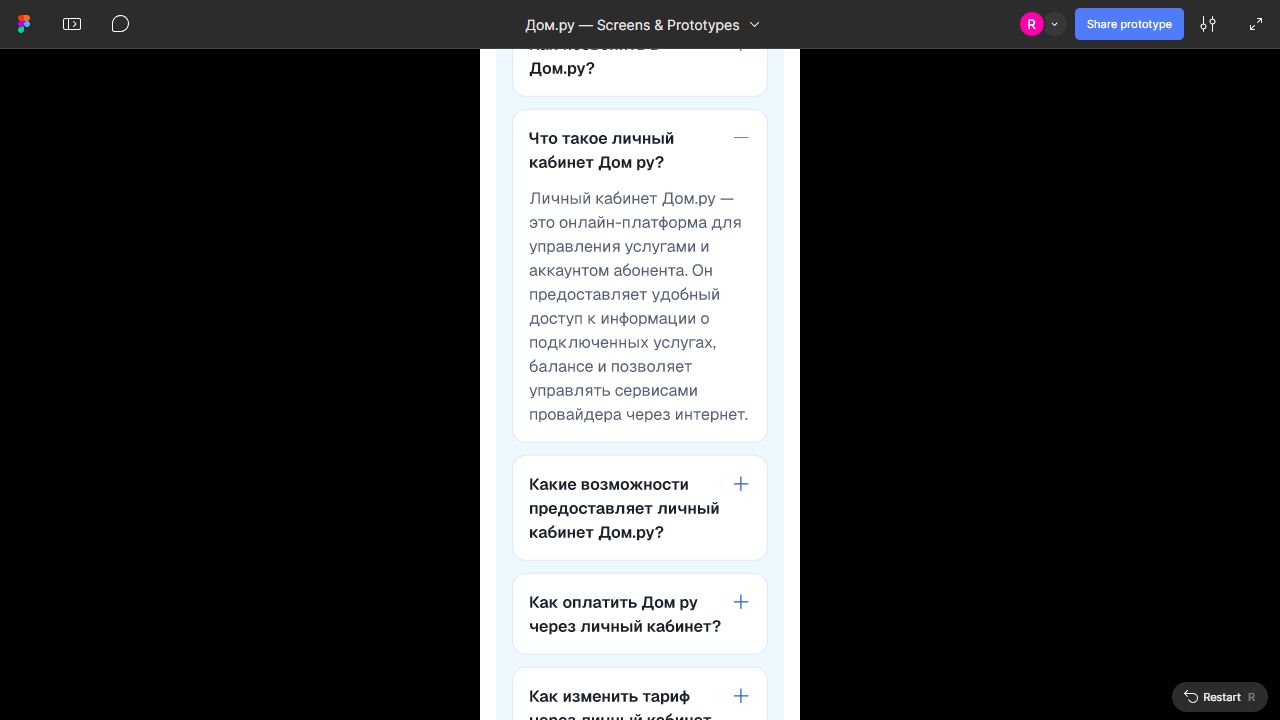 Дом.ру — Screens & Prototypes
R
Share prototype
Дом.ру?
Что такое личный
кабинет Дом ру?
Личный кабинет Дом.ру —
это онлайн-платформа для
управления услугами и
аккаунтом абонента. Он
предоставляет удобный
доступ к информации о
подключенных услугах,
балансе и позволяет
управлять сервисами
провайдера через интернет.
Какие возможности
предоставляет личный
кабинет Дом.ру?
Как оплатить Дом ру
через личный кабинет?
Как изменить тариф
через личный кабинет
Restart R